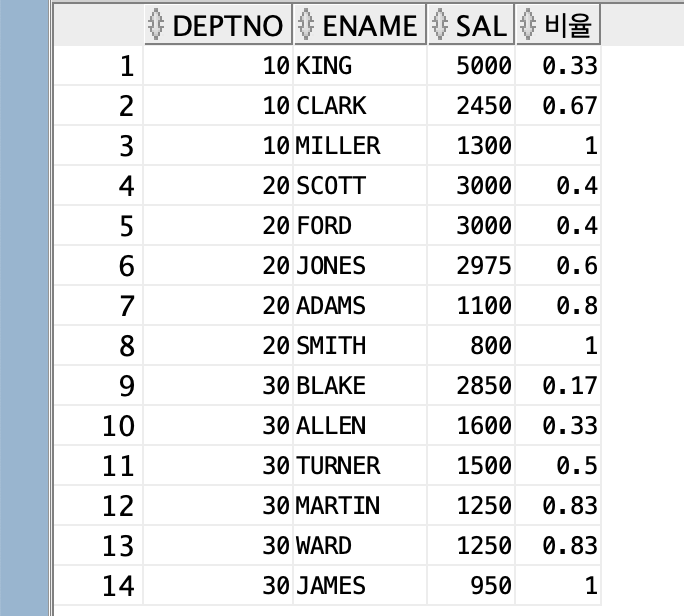 DEPTNO ENAME SAL 비율
1 10 KING 5000 0.33
2 10 CLARK 2450 0.67
3 10 MILLER 1300 1
4 20 SCOTT 3000 0.4
5 20 FORD 3000 0.4
6 20 JONES 2975 0.6
7 20 ADAMS 1100 0.8
8 20 SMITH 800 1
9 30 BLAKE 2850 0.17
10 30 ALLEN 1600 0.33
11 30 TURNER 1500 0.5
12 30 MARTIN 1250 0.83
13 30 WARD 1250 0.83
14 30 JAMES 950 1